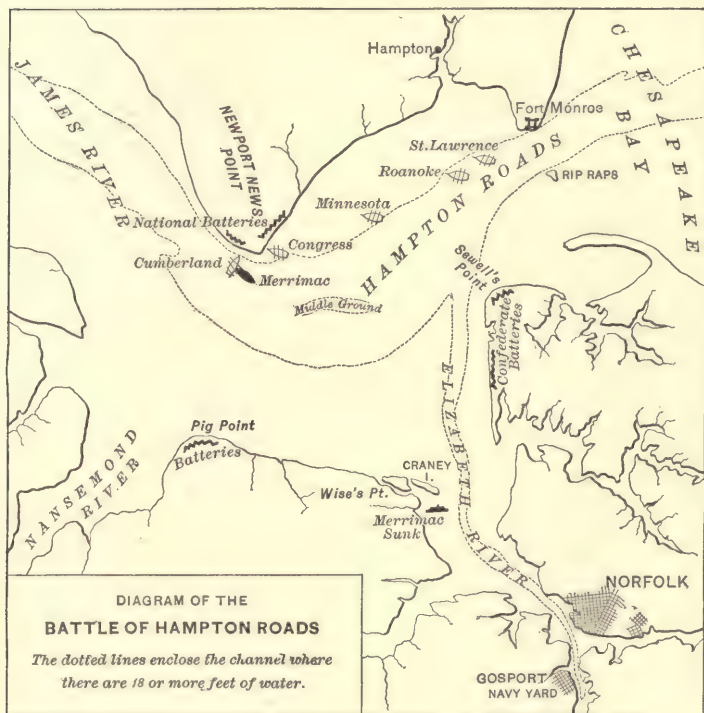 Hampton
CHESAPEAKE
BAY
JAMES RIVER
Fort Monroe
NEWPORT NEWS
POINT
St. Lawrence
Roanoke
RIP RAPS
HAMPTON ROADS
Minnesota
National Batteries
Congress
Cumberland
Merrimac
Sewell's
Point
Middle Ground
Confederate
Batteries
ELIZABETH RIVER
Pig Point
Batteries
NANSEMOND
RIVER
CRANEY
I.
Wise's Pt.
Merrimac
Sunk
NORFOLK
GOSPORT
NAVY YARD
DIAGRAM OF THE
BATTLE OF HAMPTON ROADS
The dotted lines enclose the channel where
there are 18 or more feet of water.